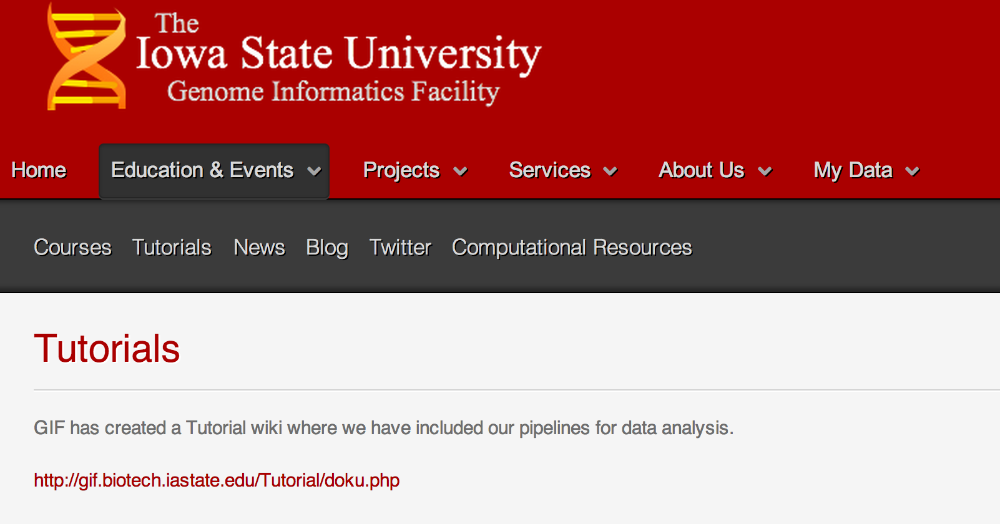 The
Iowa State University
Genome Informatics Facility
Home Education & Events Projects Services About Us My Data
Courses Tutorials News Blog Twitter Computational Resources
Tutorials
GIF has created a Tutorial wiki where we have included our pipelines for data analysis.
http://gif.biotech.iastate.edu/Tutorial/doku.php